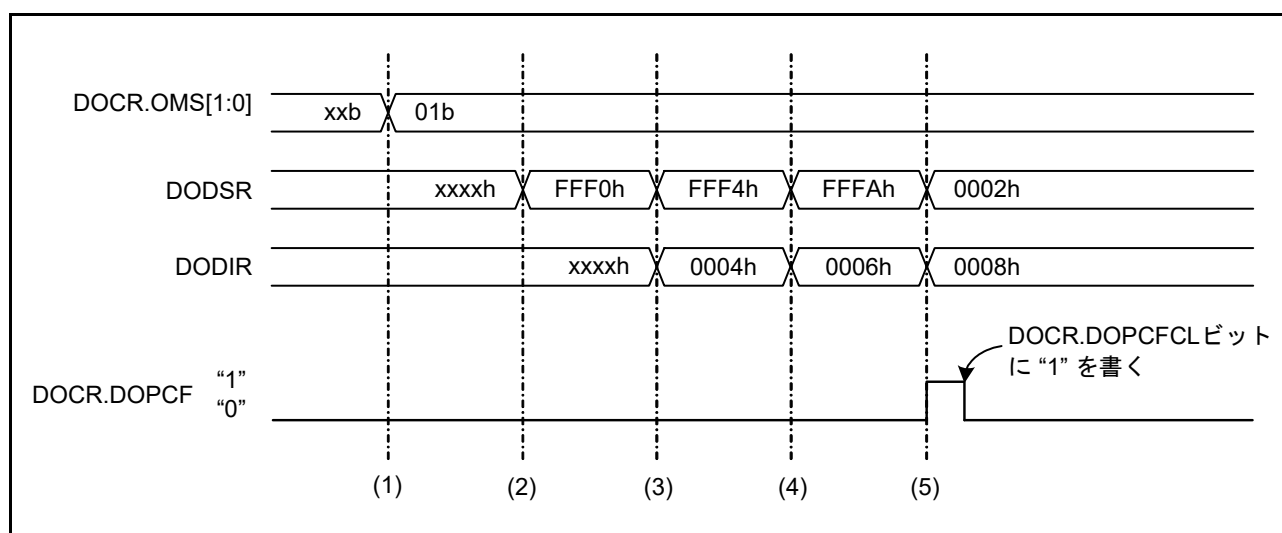 DOCR.OMS[1:0] xxb 01b
DODSR xxxxh FFF0h FFF4h FFFAh 0002h
DODIR xxxxh 0004h 0006h 0008h
DOCR.DOPCFCLビット
に “1” を書く
DOCR.DOPCF “1”
“0”
(1) (2) (3) (4) (5)